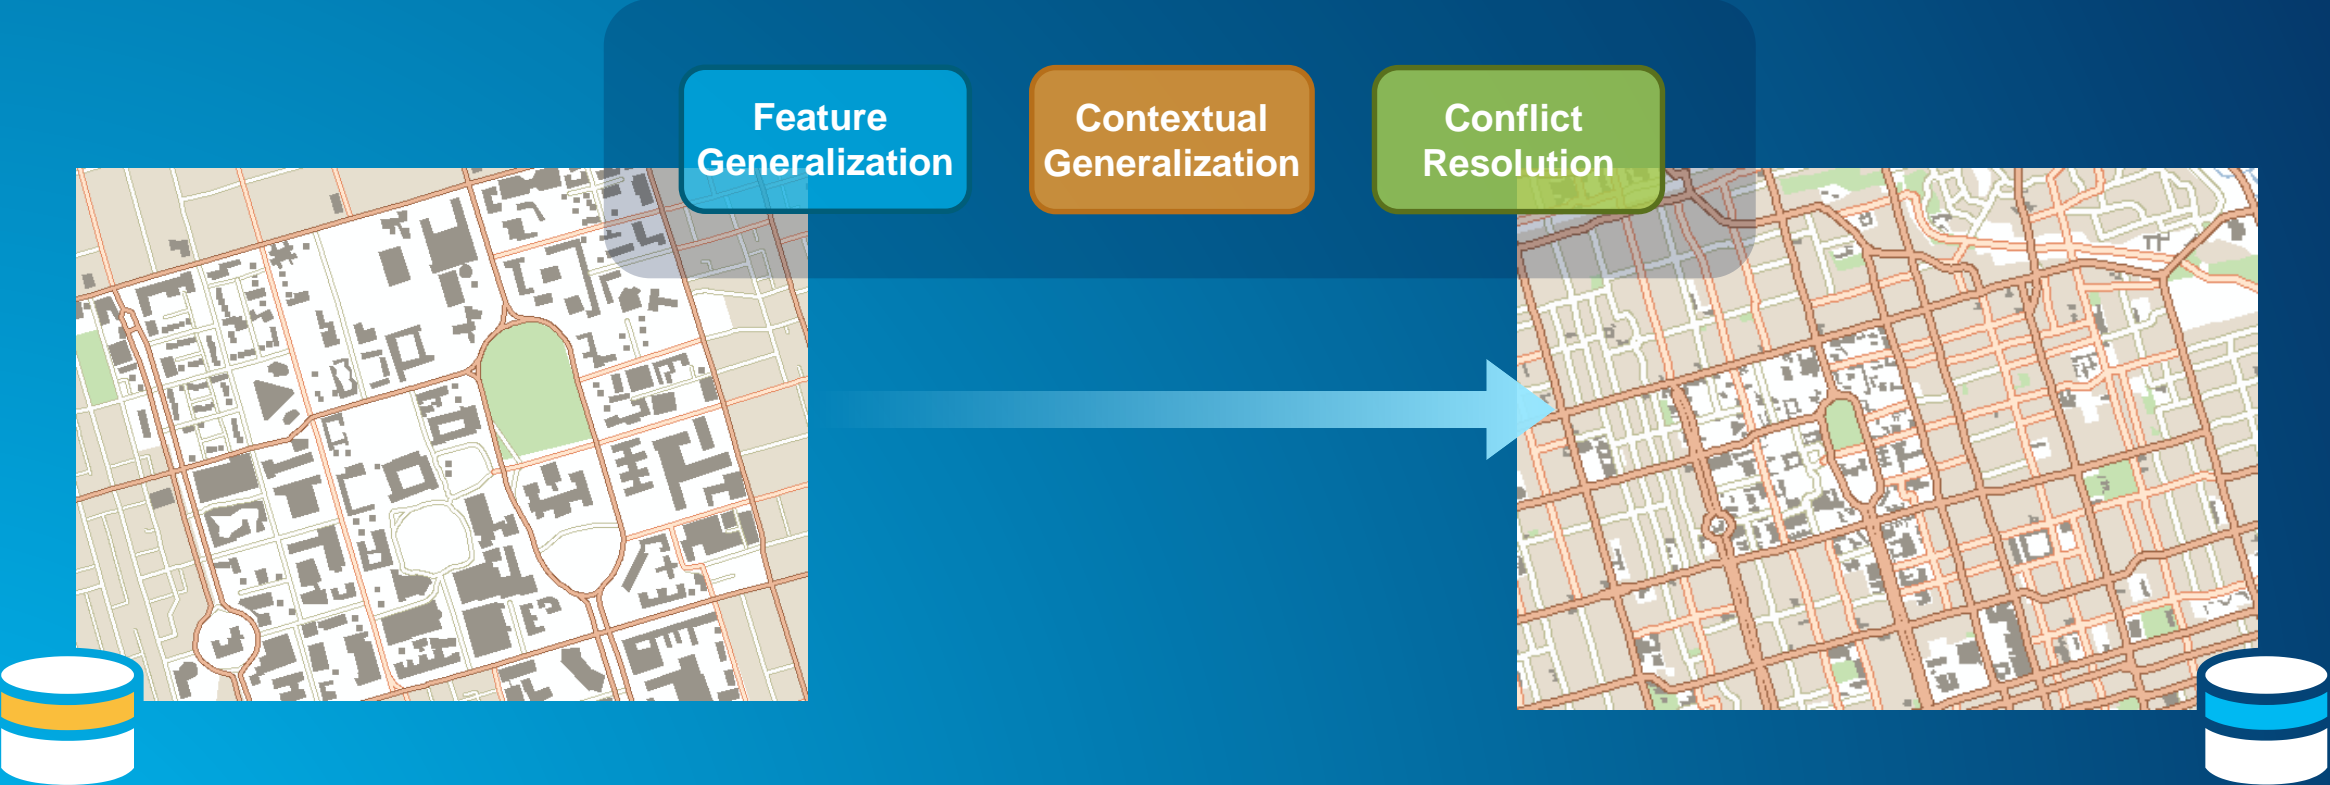 Feature
Generalization
Contextual
Generalization
Conflict
Resolution